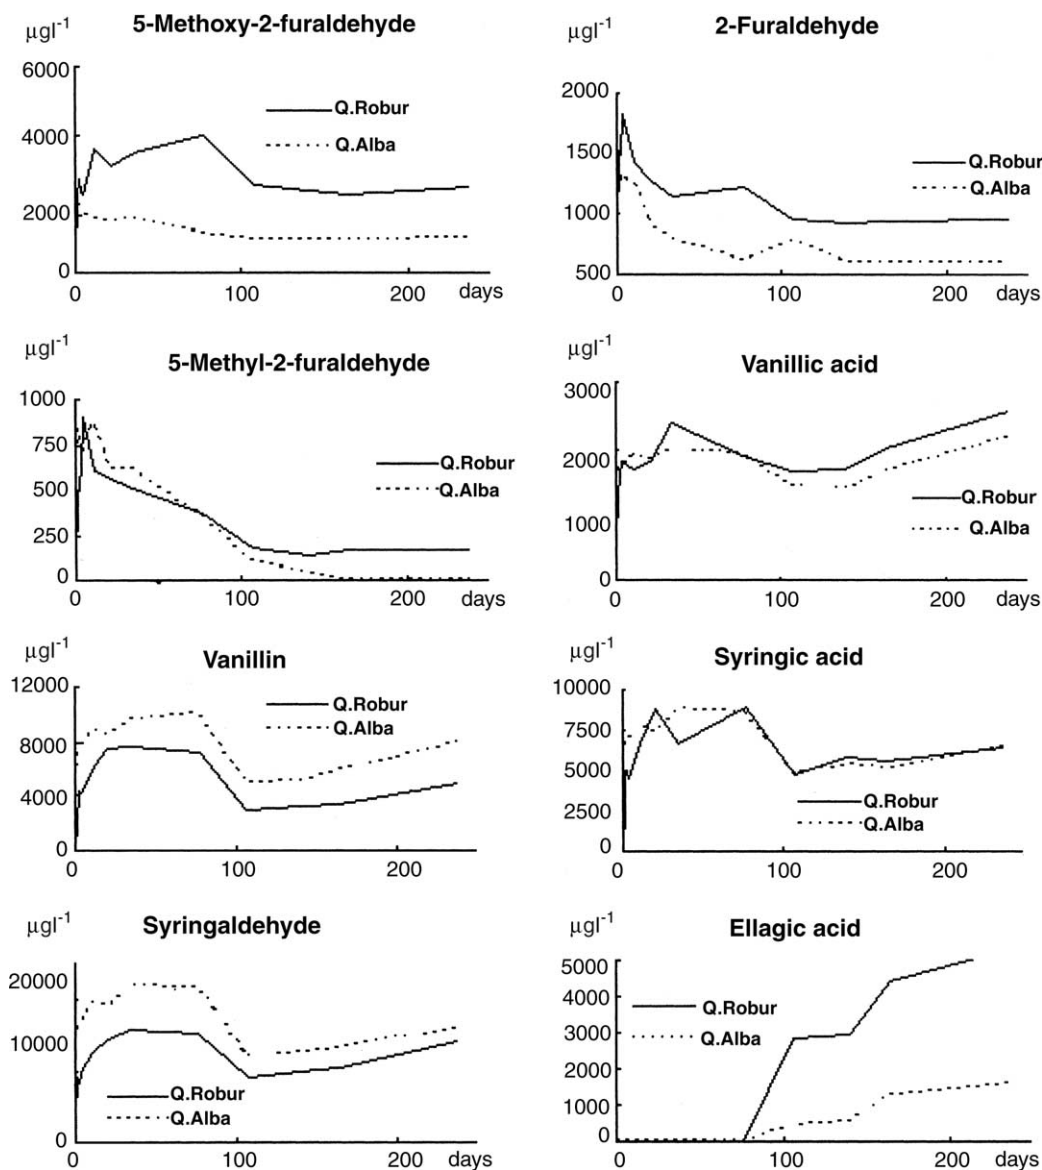 5-Methoxy-2-furaldehyde
µgl⁻¹
6000
4000
2000
0
0 100 200 days
Q.Robur
Q.Alba
2-Furaldehyde
µgl⁻¹
2000
1500
1000
500
0 100 200 days
Q.Robur
Q.Alba
5-Methyl-2-furaldehyde
µgl⁻¹
1000
750
500
250
0
0 100 200 days
Q.Robur
Q.Alba
Vanillic acid
µgl⁻¹
3000
2000
1000
0
0 100 200 days
Q.Robur
Q.Alba
Vanillin
µgl⁻¹
12000
8000
4000
0
0 100 200 days
Q.Robur
Q.Alba
Syringic acid
µgl⁻¹
10000
7500
5000
2500
0
0 100 200 days
Q.Robur
Q.Alba
Syringaldehyde
µgl⁻¹
20000
10000
0
0 100 200 days
Q.Robur
Q.Alba
Ellagic acid
µgl⁻¹
5000
4000
3000
2000
1000
0
0 100 200 days
Q.Robur
Q.Alba